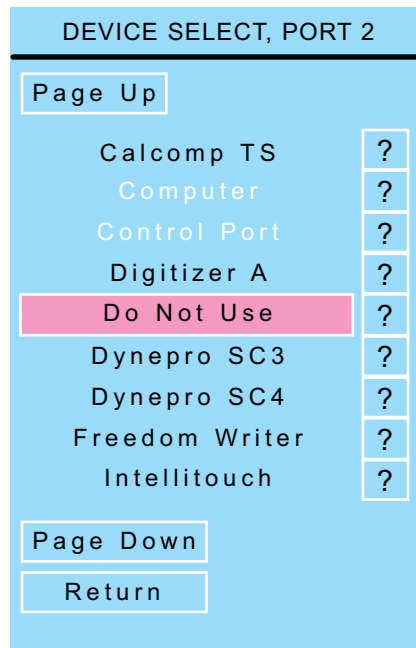 DEVICE SELECT, PORT 2
Page Up
Calcomp TS ?
Computer ?
Control Port ?
Digitizer A ?
Do Not Use ?
Dynepro SC3 ?
Dynepro SC4 ?
Freedom Writer ?
Intellitouch ?
Page Down
Return